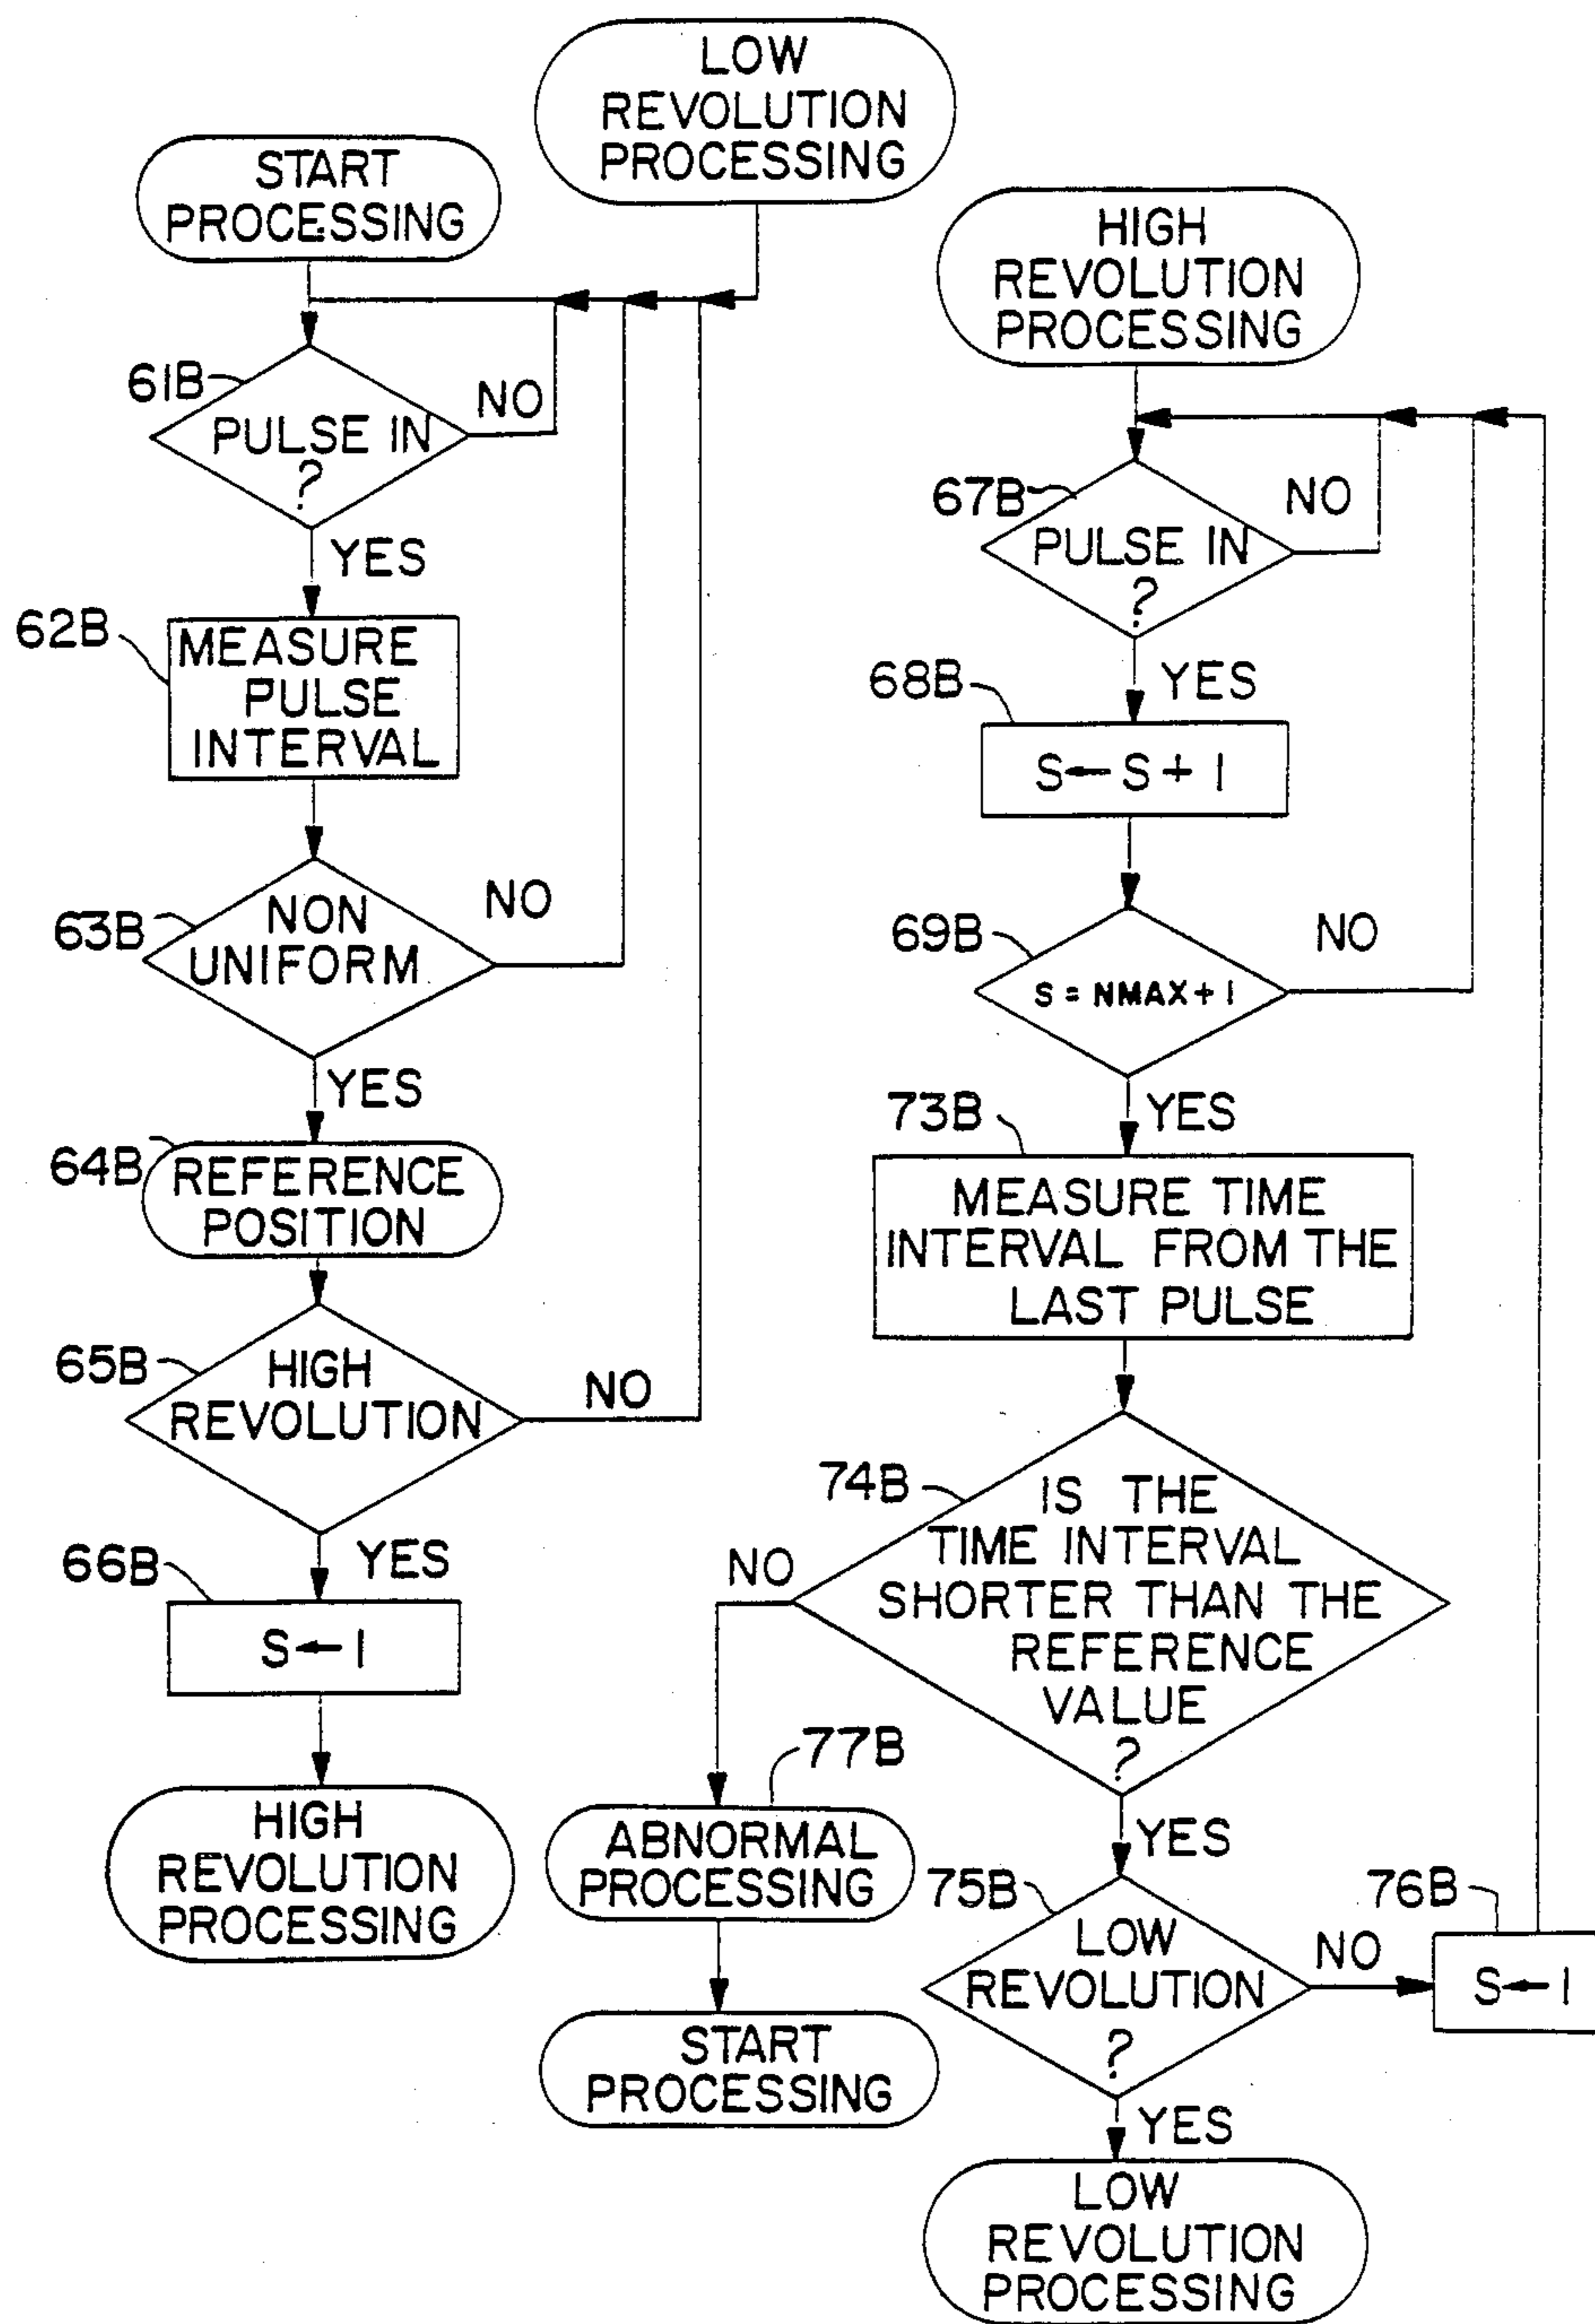 START
PROCESSING
LOW
REVOLUTION
PROCESSING
61B
PULSE IN
?
NO
YES
62B
MEASURE
PULSE
INTERVAL
63B
NON
UNIFORM
NO
YES
64B
REFERENCE
POSITION
65B
HIGH
REVOLUTION
NO
YES
66B
S←1
HIGH
REVOLUTION
PROCESSING
HIGH
REVOLUTION
PROCESSING
67B
PULSE IN
?
NO
YES
68B
S←S+1
69B
S = NMAX+1
NO
YES
73B
MEASURE TIME
INTERVAL FROM THE
LAST PULSE
74B
IS THE
TIME INTERVAL
SHORTER THAN THE
REFERENCE
VALUE
?
NO
YES
77B
ABNORMAL
PROCESSING
START
PROCESSING
75B
LOW
REVOLUTION
?
NO
76B
S←1
YES
LOW
REVOLUTION
PROCESSING